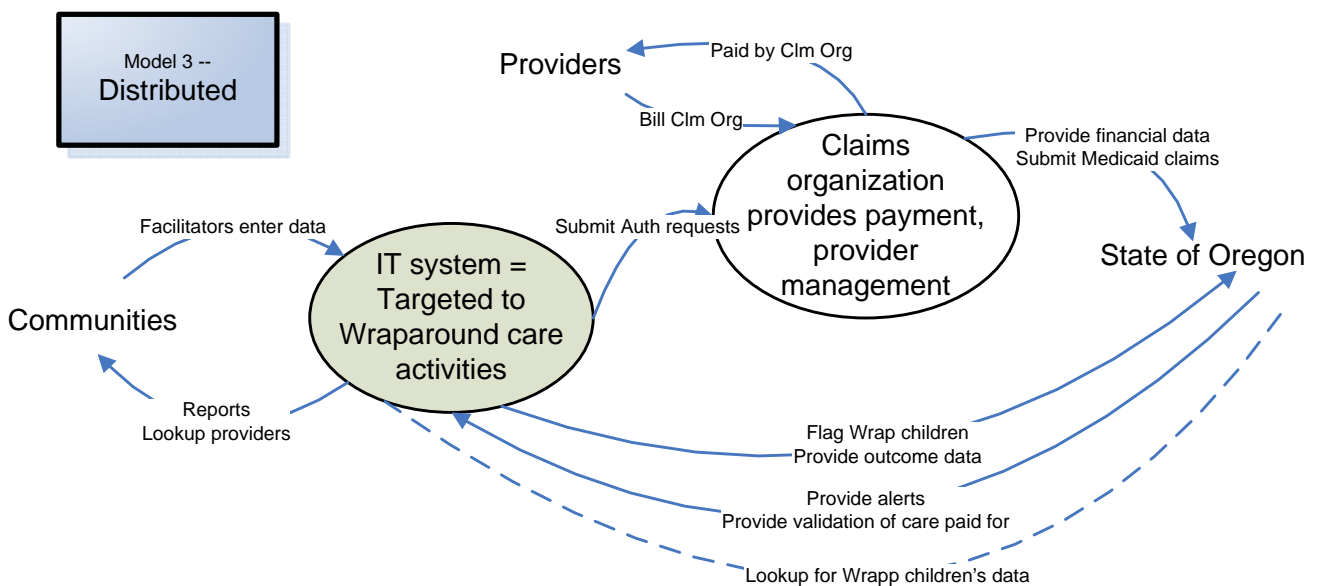 Model 3 --
Distributed
Providers
Paid by Clm Org
Bill Clm Org
Claims
organization
provides payment,
provider
management
Provide financial data
Submit Medicaid claims
State of Oregon
Facilitators enter data
Submit Auth requests
IT system =
Targeted to
Wraparound care
activities
Communities
Reports
Lookup providers
Flag Wrap children
Provide outcome data
Provide alerts
Provide validation of care paid for
Lookup for Wrapp children's data